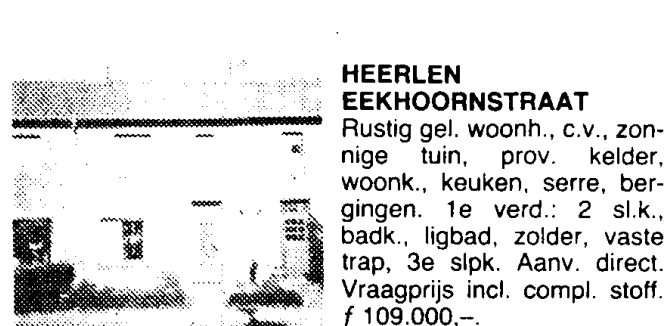 HEERLEN
EEKHOORNSTRAAT
Rustig gel. woonh., c.v., zon-
nige tuin, prov. kelder,
woonk., keuken, serre, ber-
gingen. 1e verd.: 2 sl.k.,
badk., ligbad, zolder, vaste
trap, 3e slpk. Aanv. direct.
Vraagprijs incl. compl. stoff.
ƒ 109.000,–.